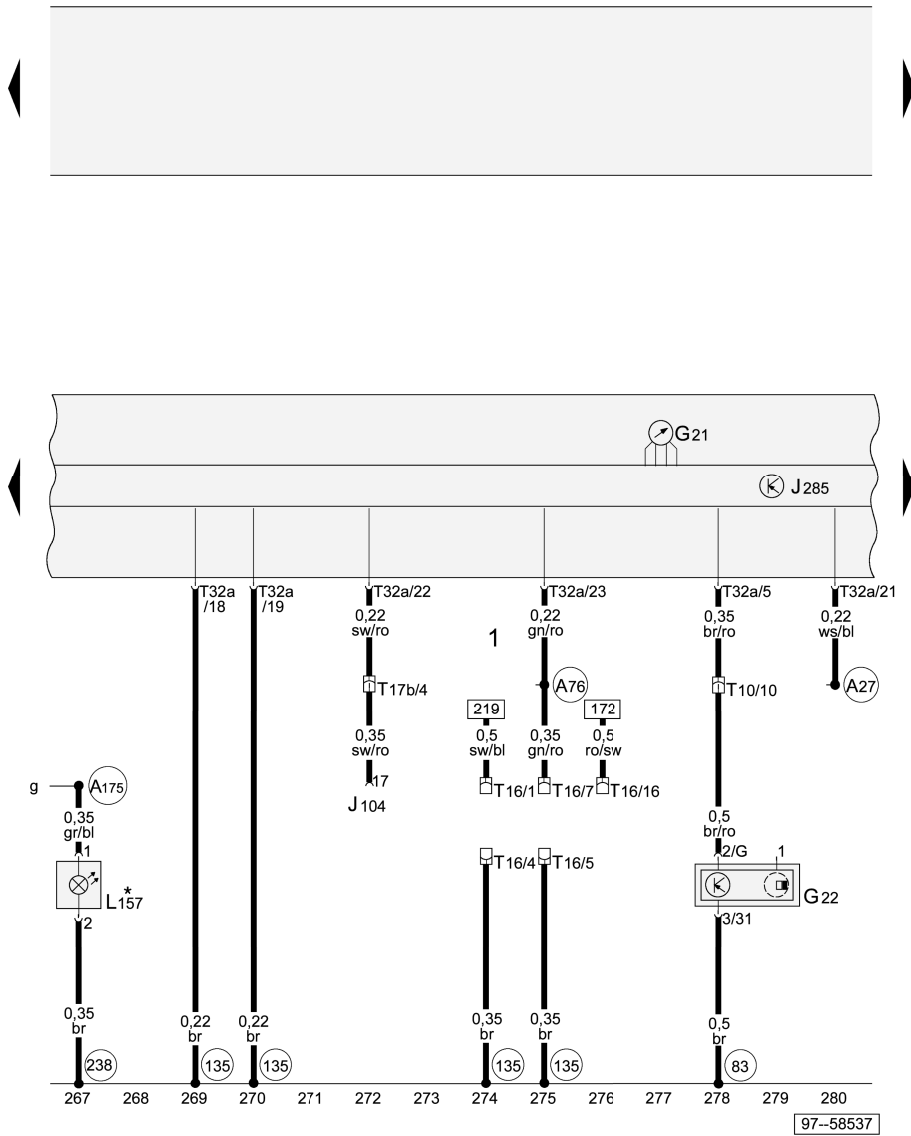 G21
J285
T32a
/18
T32a
/19
T32a/22
T32a/23
T32a/5
T32a/21
0,22
sw/ro
0,22
gn/ro
0,35
br/ro
0,22
ws/bl
1
T17b/4
A76
T10/10
A27
219
172
0,35
sw/ro
0,5
sw/bl
0,35
gn/ro
0,5
ro/sw
17
J104
T16/1
T16/7
T16/16
g
A175
0,35
gr/bl
0,5
br/ro
1
2/G
1
T16/4
T16/5
L157*
G22
2
3/31
0,35
br
0,22
br
0,22
br
0,35
br
0,35
br
0,5
br
238
135
135
135
135
83
267 268 269 270 271 272 273 274 275 276 277 278 279 280
97--58537